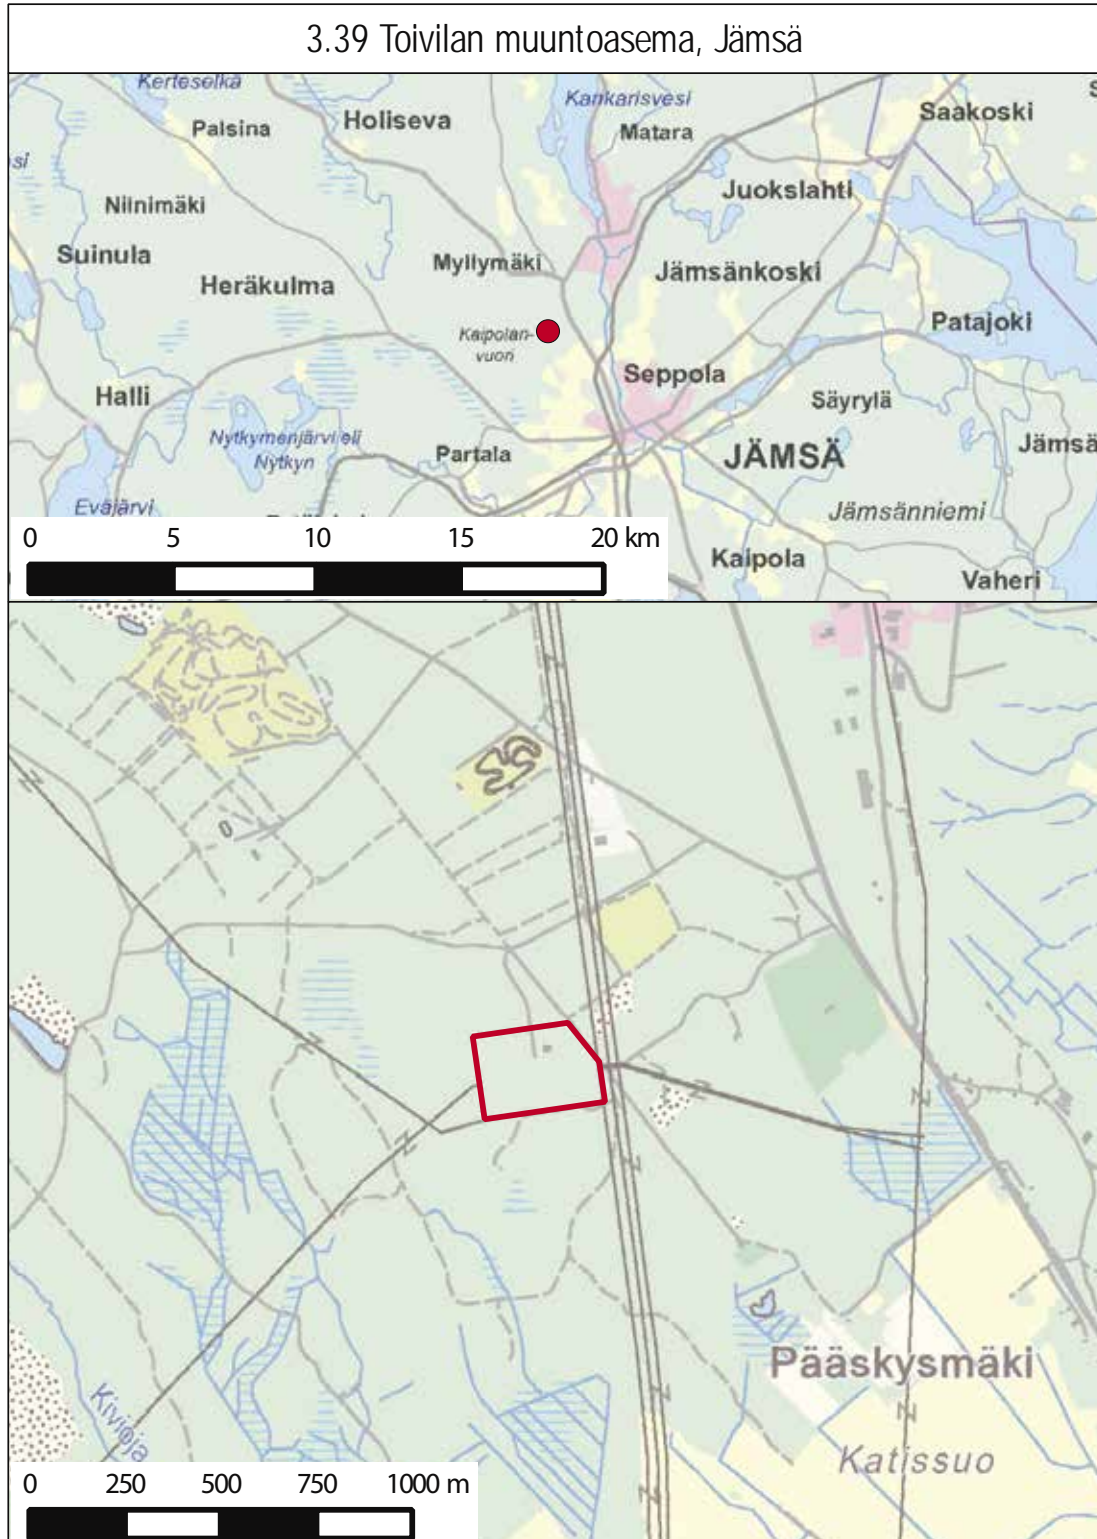 3.39 Toivilan muuntoasema, Jämsä
Kerteselkä
Palsina
Holiseva
Kankarisvesi
Matara
Saakoski
Niinimäki
Juokslahti
Suinula
Heräkulma
Myllymäki
Jämsänkoski
Kaipolan-
vuori
Patajoki
Halli
Seppola
Säyrylä
Nytkymenjärvi eli
Nytkyn
Partala
JÄMSÄ
Jämsä
Eväjärvi
Jämsänniemi
0 5 10 15 20 km
Kaipola
Vaheri
Pääskysmäki
Kivioja
Katissuo
0 250 500 750 1000 m